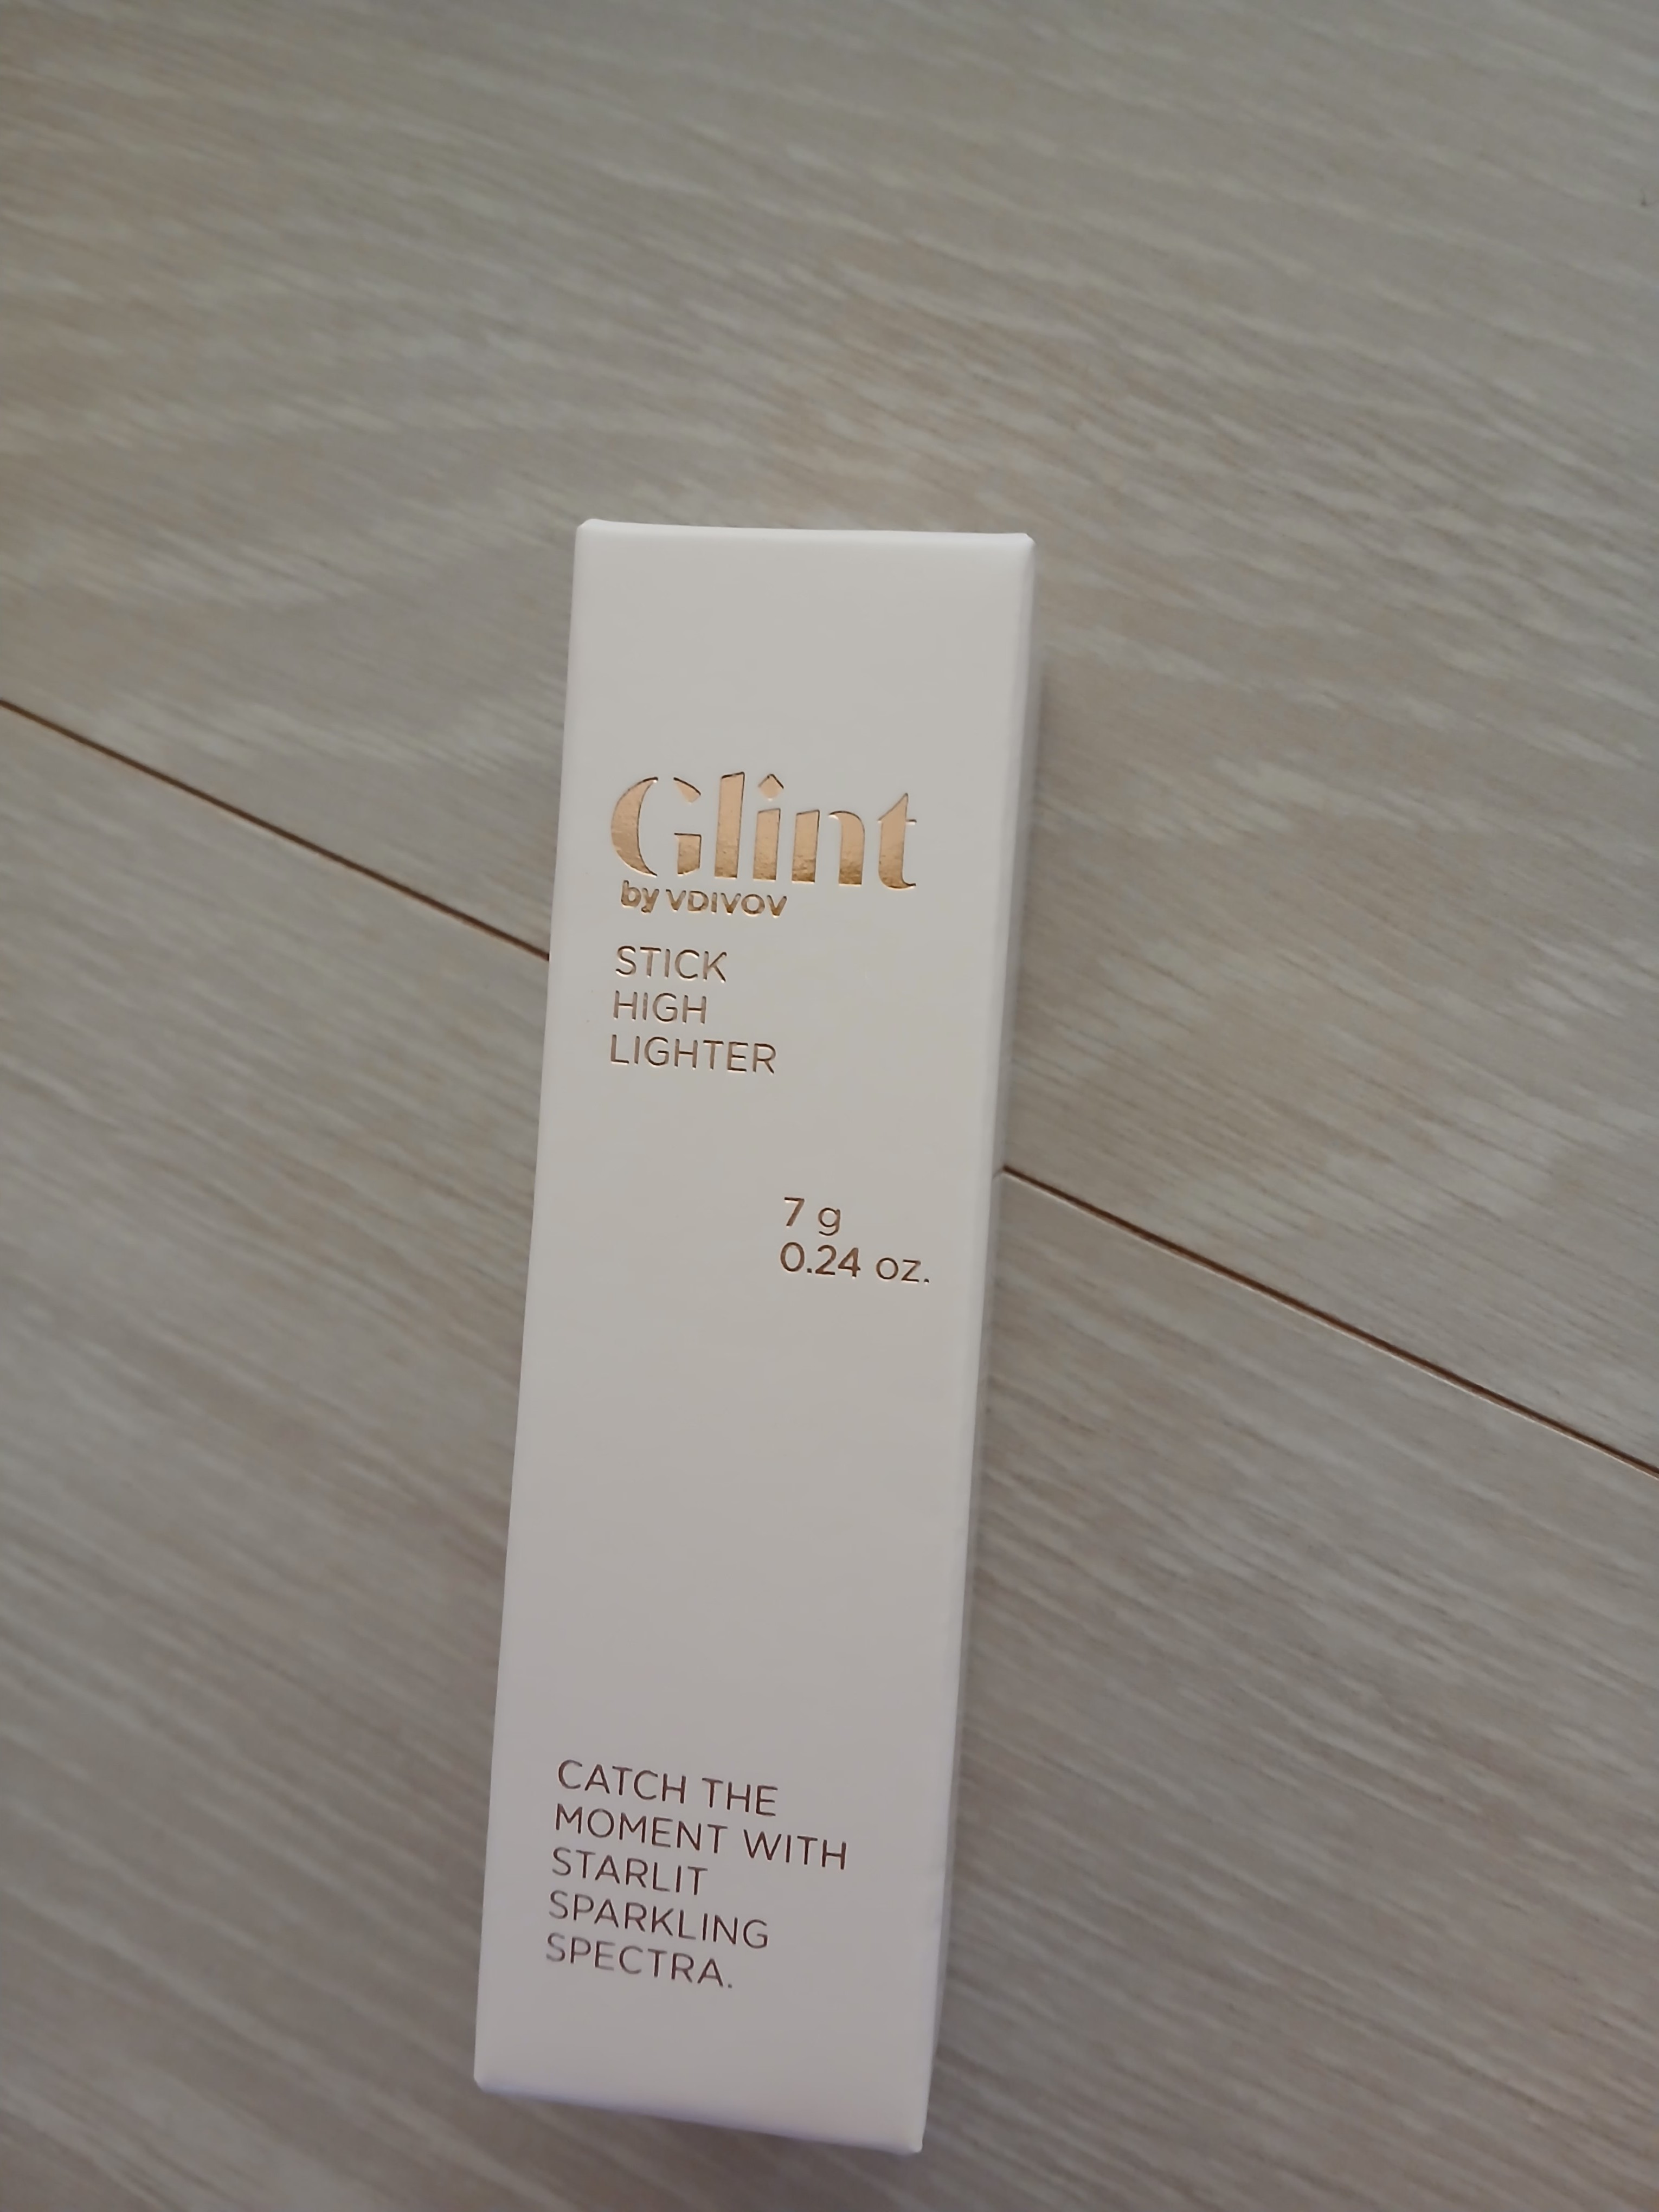 Glint
by VDIVOV
STICK
HIGH
LIGHTER
7 g
0.24 oz.
CATCH THE
MOMENT WITH
STARLIT
SPARKLING
SPECTRA.